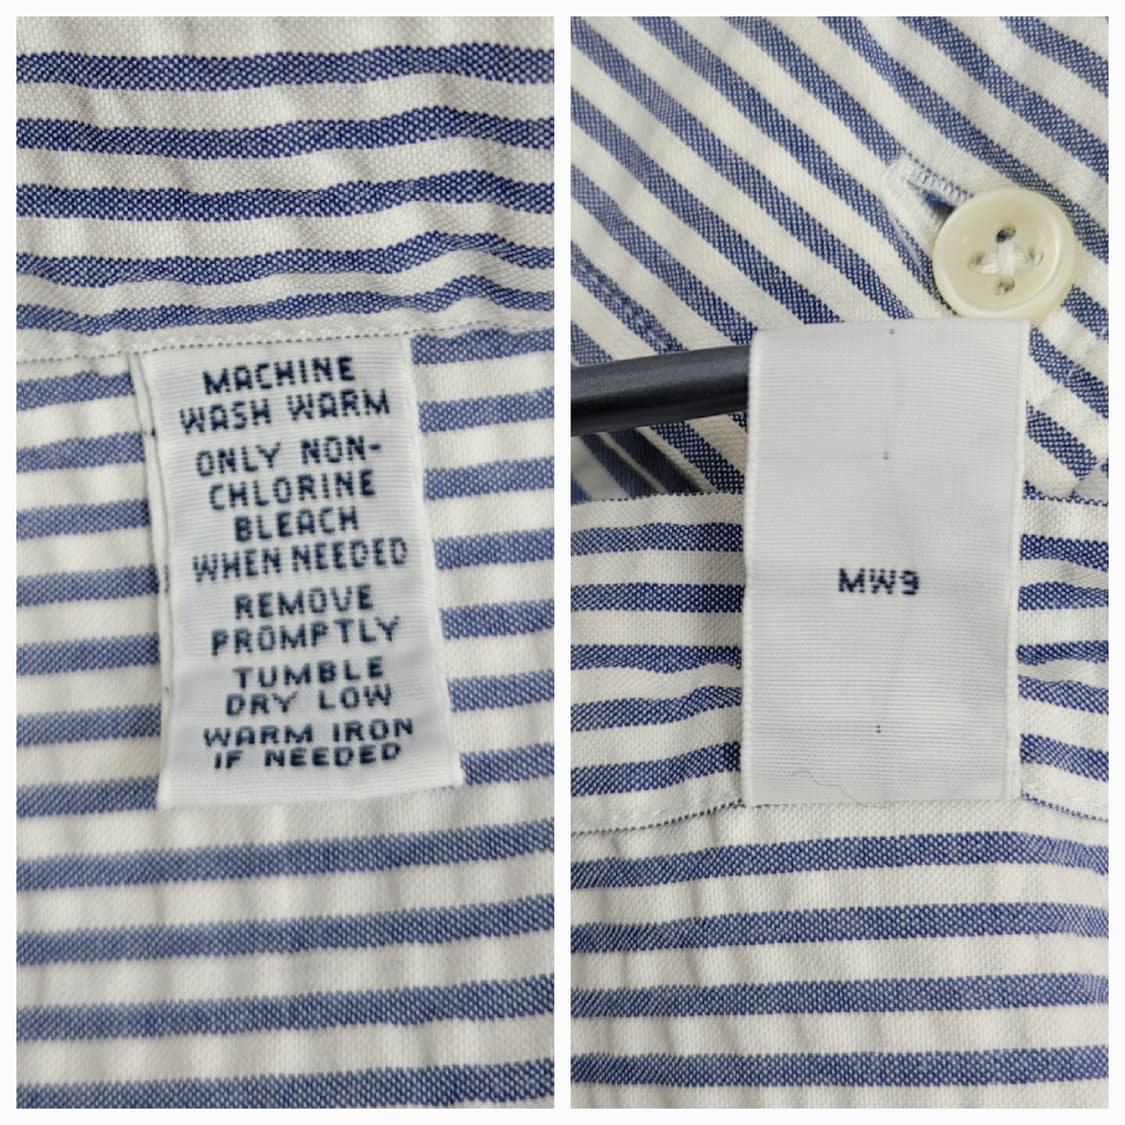 MACHINE
WASH WARM
ONLY NON-
CHLORINE
BLEACH
WHEN NEEDED
REMOVE
PROMPTLY
TUMBLE
DRY LOW
WARM IRON
IF NEEDED
MW9